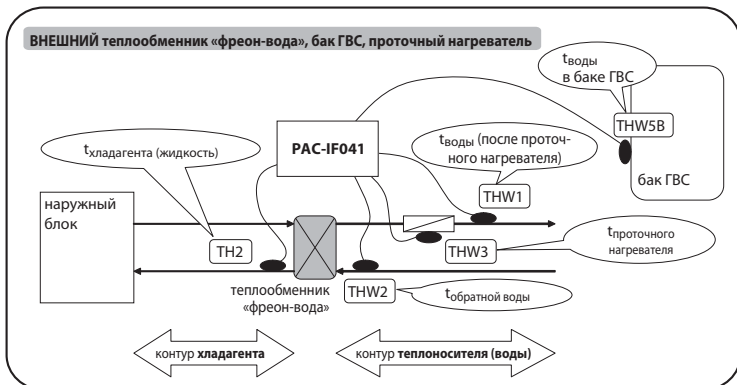 ВНЕШНИЙ теплообменник «фреон-вода», бак ГВС, проточный нагреватель
tводы
в баке ГВС
THW5B
бак ГВС
PAC-IF041
tводы (после проточ-
ного нагревателя)
THW1
tхладагента (жидкость)
наружный
блок
TH2
THW3
tпроточного
нагревателя
теплообменник
«фреон-вода»
THW2
tобратной воды
контур хладагента
контур теплоносителя (воды)